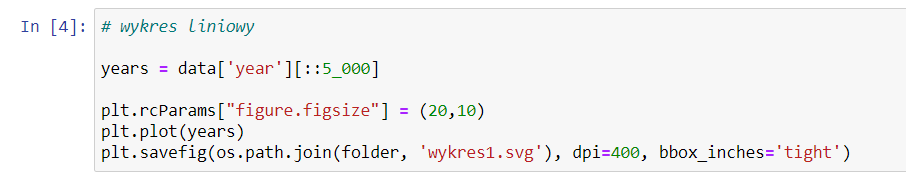 In [4]: # wykres liniowy
years = data['year'][::5_000]
plt.rcParams["figure.figsize"] = (20,10)
plt.plot(years)
plt.savefig(os.path.join(folder, 'wykres1.svg'), dpi=400, bbox_inches='tight')